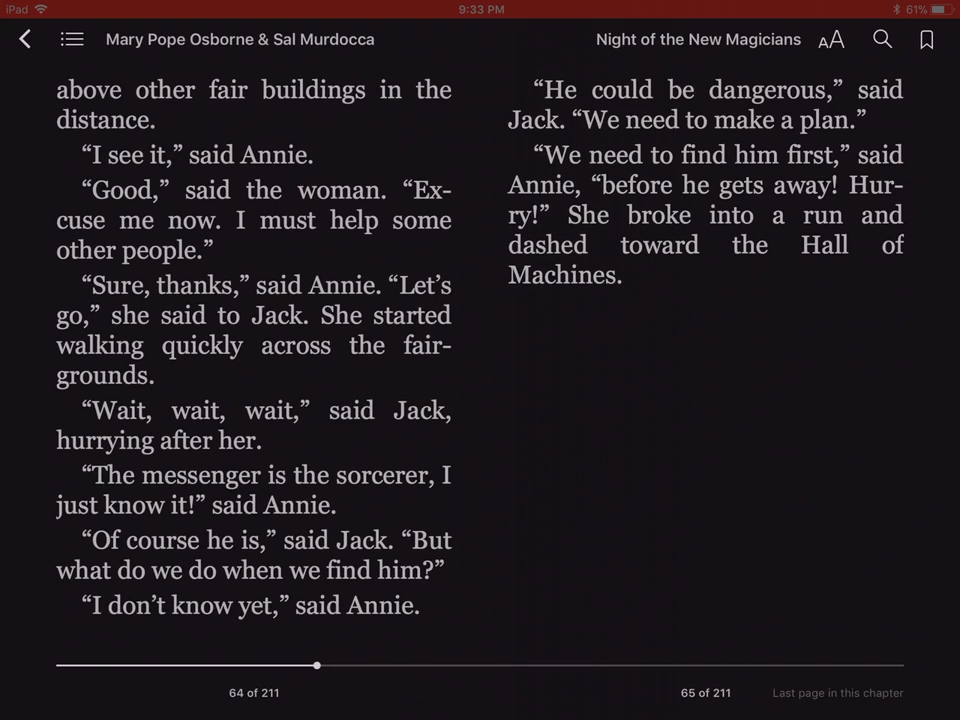 iPad 9:33 PM 61%
Mary Pope Osborne & Sal Murdocca Night of the New Magicians AA
above other fair buildings in the
distance.
“I see it,” said Annie.
“Good,” said the woman. “Ex-
cuse me now. I must help some
other people.”
“Sure, thanks,” said Annie. “Let’s
go,” she said to Jack. She started
walking quickly across the fair-
grounds.
“Wait, wait, wait,” said Jack,
hurrying after her.
“The messenger is the sorcerer, I
just know it!” said Annie.
“Of course he is,” said Jack. “But
what do we do when we find him?”
“I don’t know yet,” said Annie.
“He could be dangerous,” said
Jack. “We need to make a plan.”
“We need to find him first,” said
Annie, “before he gets away! Hur-
ry!” She broke into a run and
dashed toward the Hall of
Machines.
64 of 211 65 of 211 Last page in this chapter